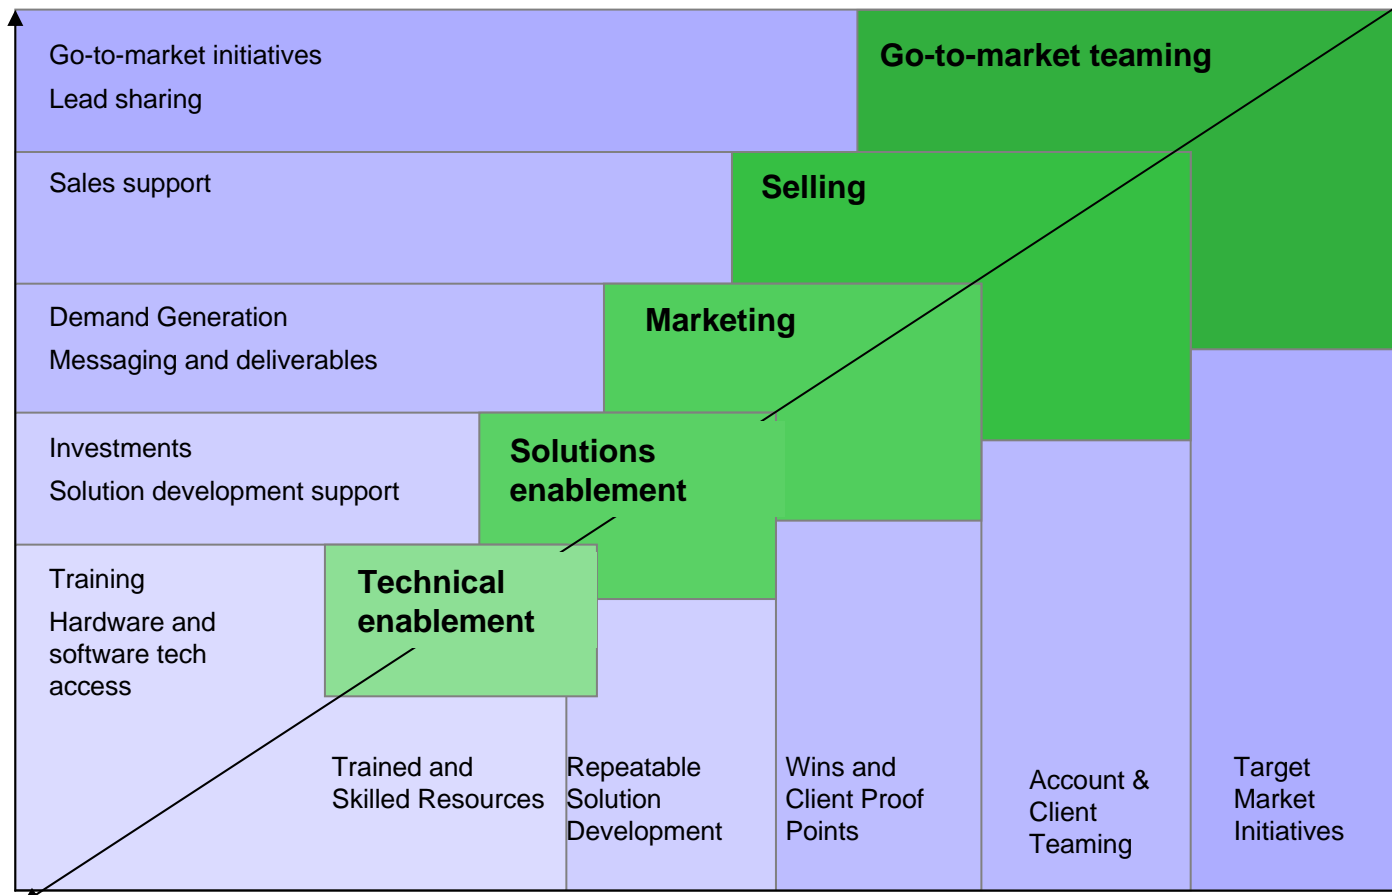 Go-to-market initiatives
Lead sharing
Go-to-market teaming
Sales support
Selling
Demand Generation
Messaging and deliverables
Marketing
Investments
Solution development support
Solutions
enablement
Training
Hardware and
software tech
access
Technical
enablement
Trained and
Skilled Resources
Repeatable
Solution
Development
Wins and
Client Proof
Points
Account &
Client
Teaming
Target
Market
Initiatives